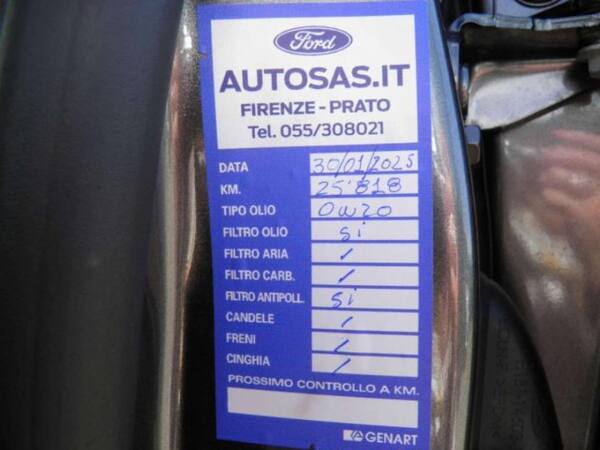 Ford
AUTOSAS.IT
FIRENZE - PRATO
Tel. 055/308021
DATA 30/01/2025
KM. 25'818
TIPO OLIO 0w20
FILTRO OLIO si
FILTRO ARIA /
FILTRO CARB. /
FILTRO ANTIPOLL. si
CANDELE /
FRENI /
CINGHIA /
PROSSIMO CONTROLLO A KM.
GENART